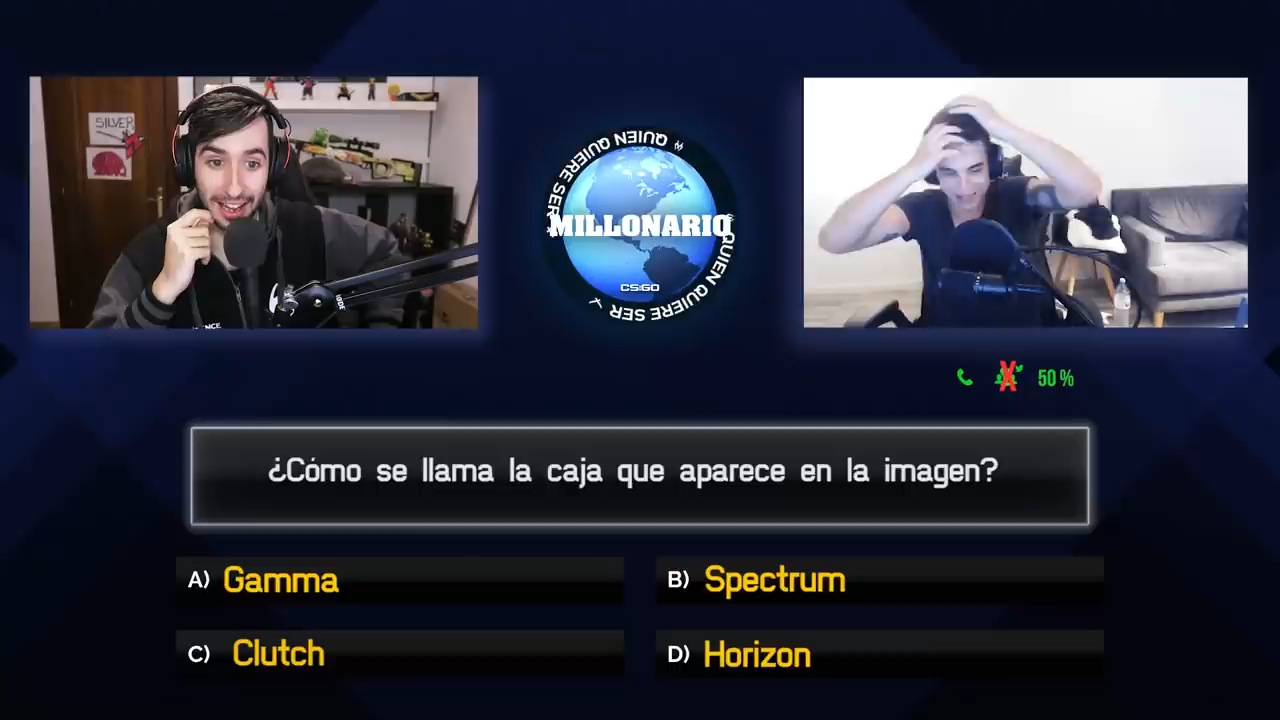 SILVER
QUIEN QUIERE SER
MILLONARIO
QUIEN QUIERE SER
CS:GO
50 %
¿Cómo se llama la caja que aparece en la imagen?
A) Gamma
B) Spectrum
C) Clutch
D) Horizon